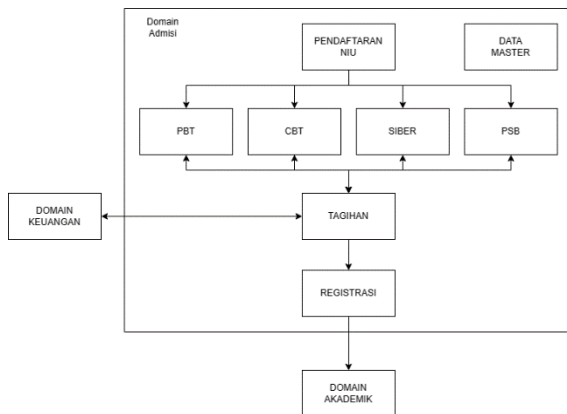 Domain
Admisi
PENDAFTARAN
NIU
DATA
MASTER
PBT
CBT
SIBER
PSB
DOMAIN
KEUANGAN
TAGIHAN
REGISTRASI
DOMAIN
AKADEMIK